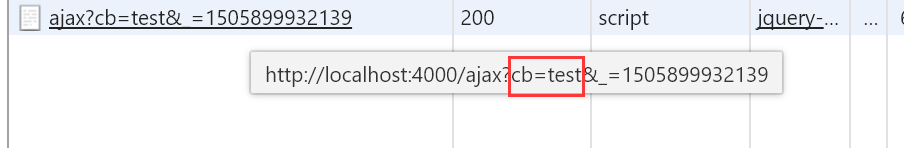 ajax?cb=test&_=1505899932139 200 script jquery-... ...
http://localhost:4000/ajax?cb=test&_=1505899932139